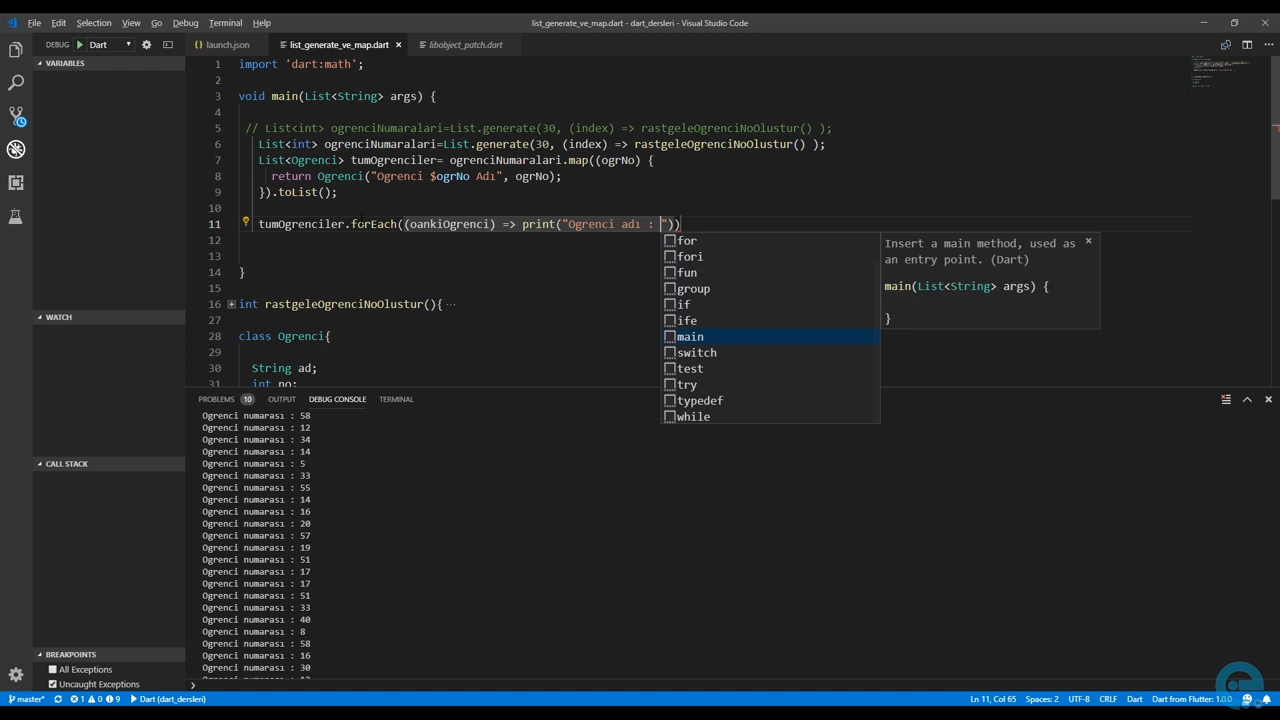 File Edit Selection View Go Debug Terminal Help
list_generate_ve_map.dart - dart_dersleri - Visual Studio Code
DEBUG Dart
launch.json list_generate_ve_map.dart × libobject_patch.dart
VARIABLES
1 import 'dart:math';
2
3 void main(List<String> args) {
4
5 // List<int> ogrenciNumaralari=List.generate(30, (index) => rastgeleOgrenciNoOlustur() );
6 List<int> ogrenciNumaralari=List.generate(30, (index) => rastgeleOgrenciNoOlustur() );
7 List<Ogrenci> tumOgrenciler= ogrenciNumaralari.map((ogrNo) {
8 return Ogrenci("Ogrenci $ogrNo Adı", ogrNo);
9 }).toList();
10
11 tumOgrenciler.forEach((oankiOgrenci) => print("Ogrenci adı : "))
12
13
14 }
15
16 int rastgeleOgrenciNoOlustur(){ ...
27
28 class Ogrenci{
29
30 String ad;
31 int no;
for
fori
fun
group
if
ife
main
switch
test
try
typedef
while
Insert a main method, used as
an entry point. (Dart)
main(List<String> args) {
}
WATCH
CALL STACK
BREAKPOINTS
All Exceptions
Uncaught Exceptions
PROBLEMS 10 OUTPUT DEBUG CONSOLE TERMINAL
Ogrenci numarası : 58
Ogrenci numarası : 12
Ogrenci numarası : 34
Ogrenci numarası : 14
Ogrenci numarası : 5
Ogrenci numarası : 33
Ogrenci numarası : 55
Ogrenci numarası : 14
Ogrenci numarası : 16
Ogrenci numarası : 20
Ogrenci numarası : 57
Ogrenci numarası : 19
Ogrenci numarası : 51
Ogrenci numarası : 17
Ogrenci numarası : 17
Ogrenci numarası : 51
Ogrenci numarası : 33
Ogrenci numarası : 40
Ogrenci numarası : 8
Ogrenci numarası : 58
Ogrenci numarası : 16
Ogrenci numarası : 30
master* 1 0 9 Dart (dart_dersleri)
Ln 11, Col 65 Spaces: 2 UTF-8 CRLF Dart Dart from Flutter: 1.0.0